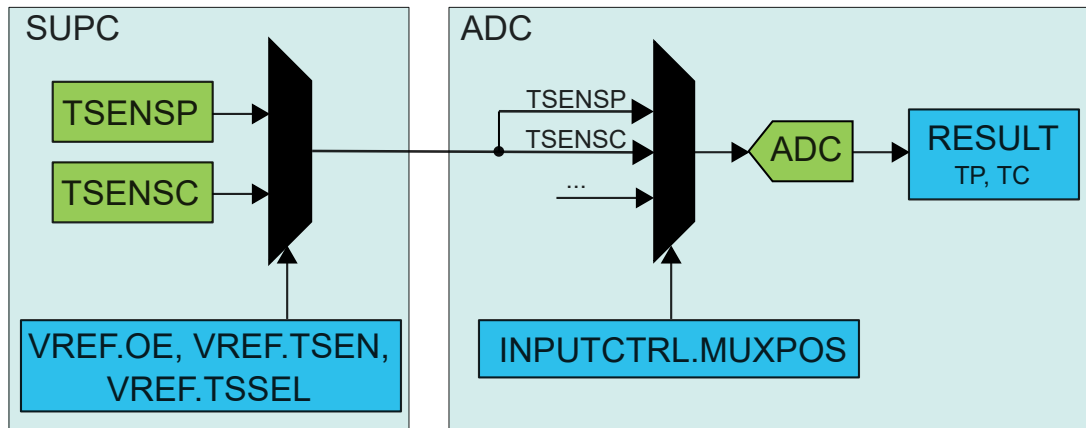 SUPC
TSENSP
TSENSC
VREF.OE, VREF.TSEN,
VREF.TSSEL
ADC
TSENSP
TSENSC
...
INPUTCTRL.MUXPOS
ADC
RESULT
TP, TC